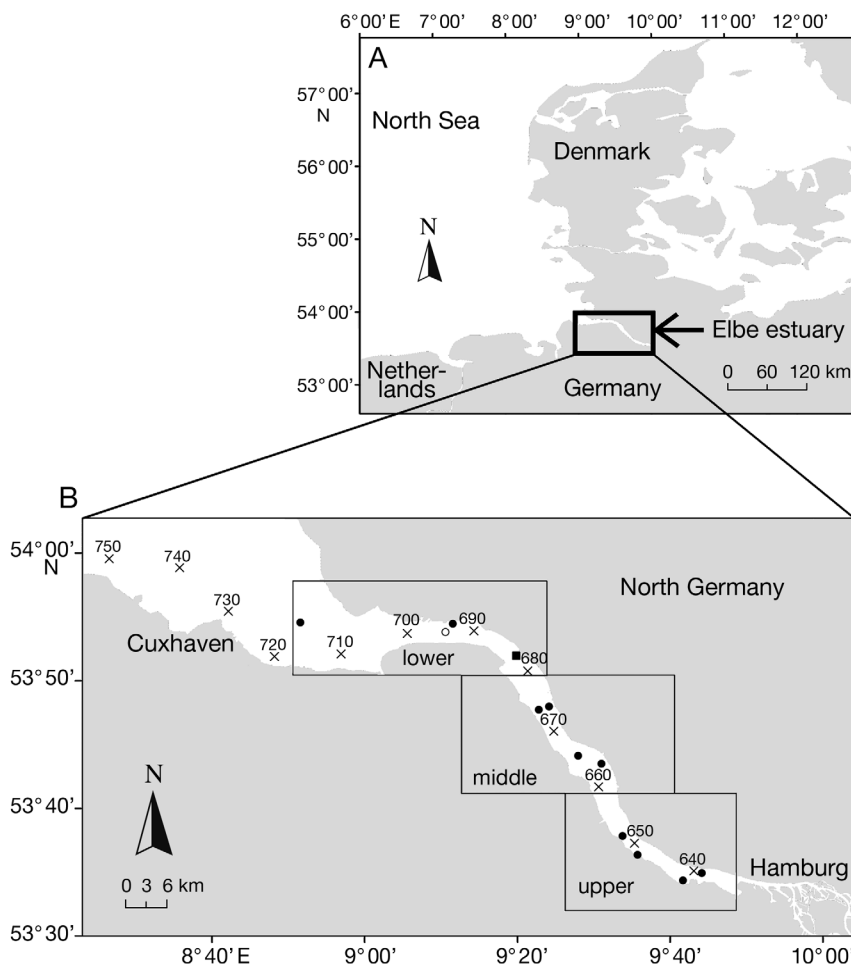 6°00' E 7°00' 8°00' 9°00' 10°00' 11°00' 12°00'
A
57°00'
N
North Sea
Denmark
56°00'
N
55°00'
54°00'
Elbe estuary
Nether-
lands
53°00'
Germany
0 60 120 km
B
54°00'
N
750
740
730
720
710
700
690
680
670
660
650
640
North Germany
Cuxhaven
lower
53°50'
middle
N
53°40'
0 3 6 km
upper
Hamburg
53°30'
8°40' E 9°00' 9°20' 9°40' 10°00'